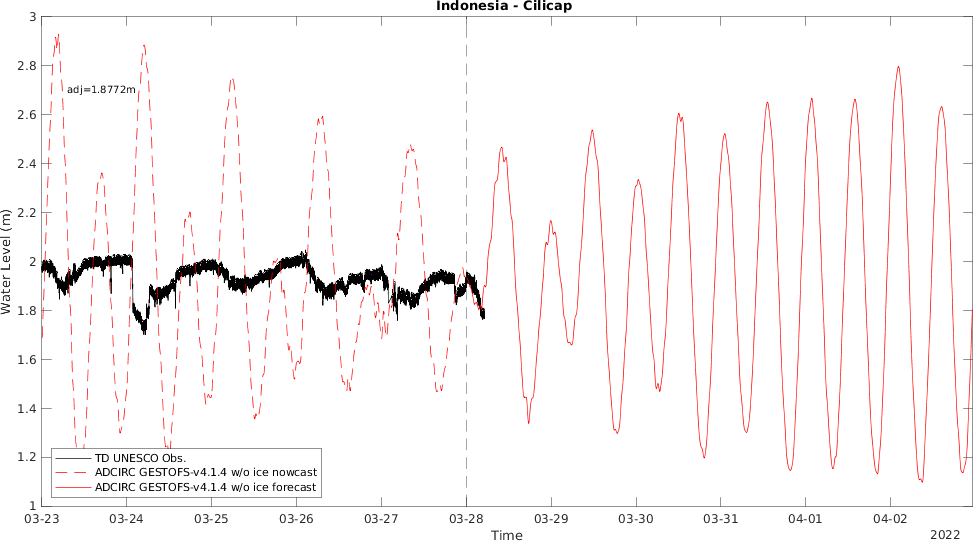 Indonesia - Cilicap
3
2.8
adj=1.8772m
2.6
2.4
2.2
2
1.8
1.6
1.4
1.2
1
Water Level (m)
TD UNESCO Obs.
ADCIRC GESTOFS-v4.1.4 w/o ice nowcast
ADCIRC GESTOFS-v4.1.4 w/o ice forecast
03-23 03-24 03-25 03-26 03-27 03-28 03-29 03-30 03-31 04-01 04-02
Time
2022